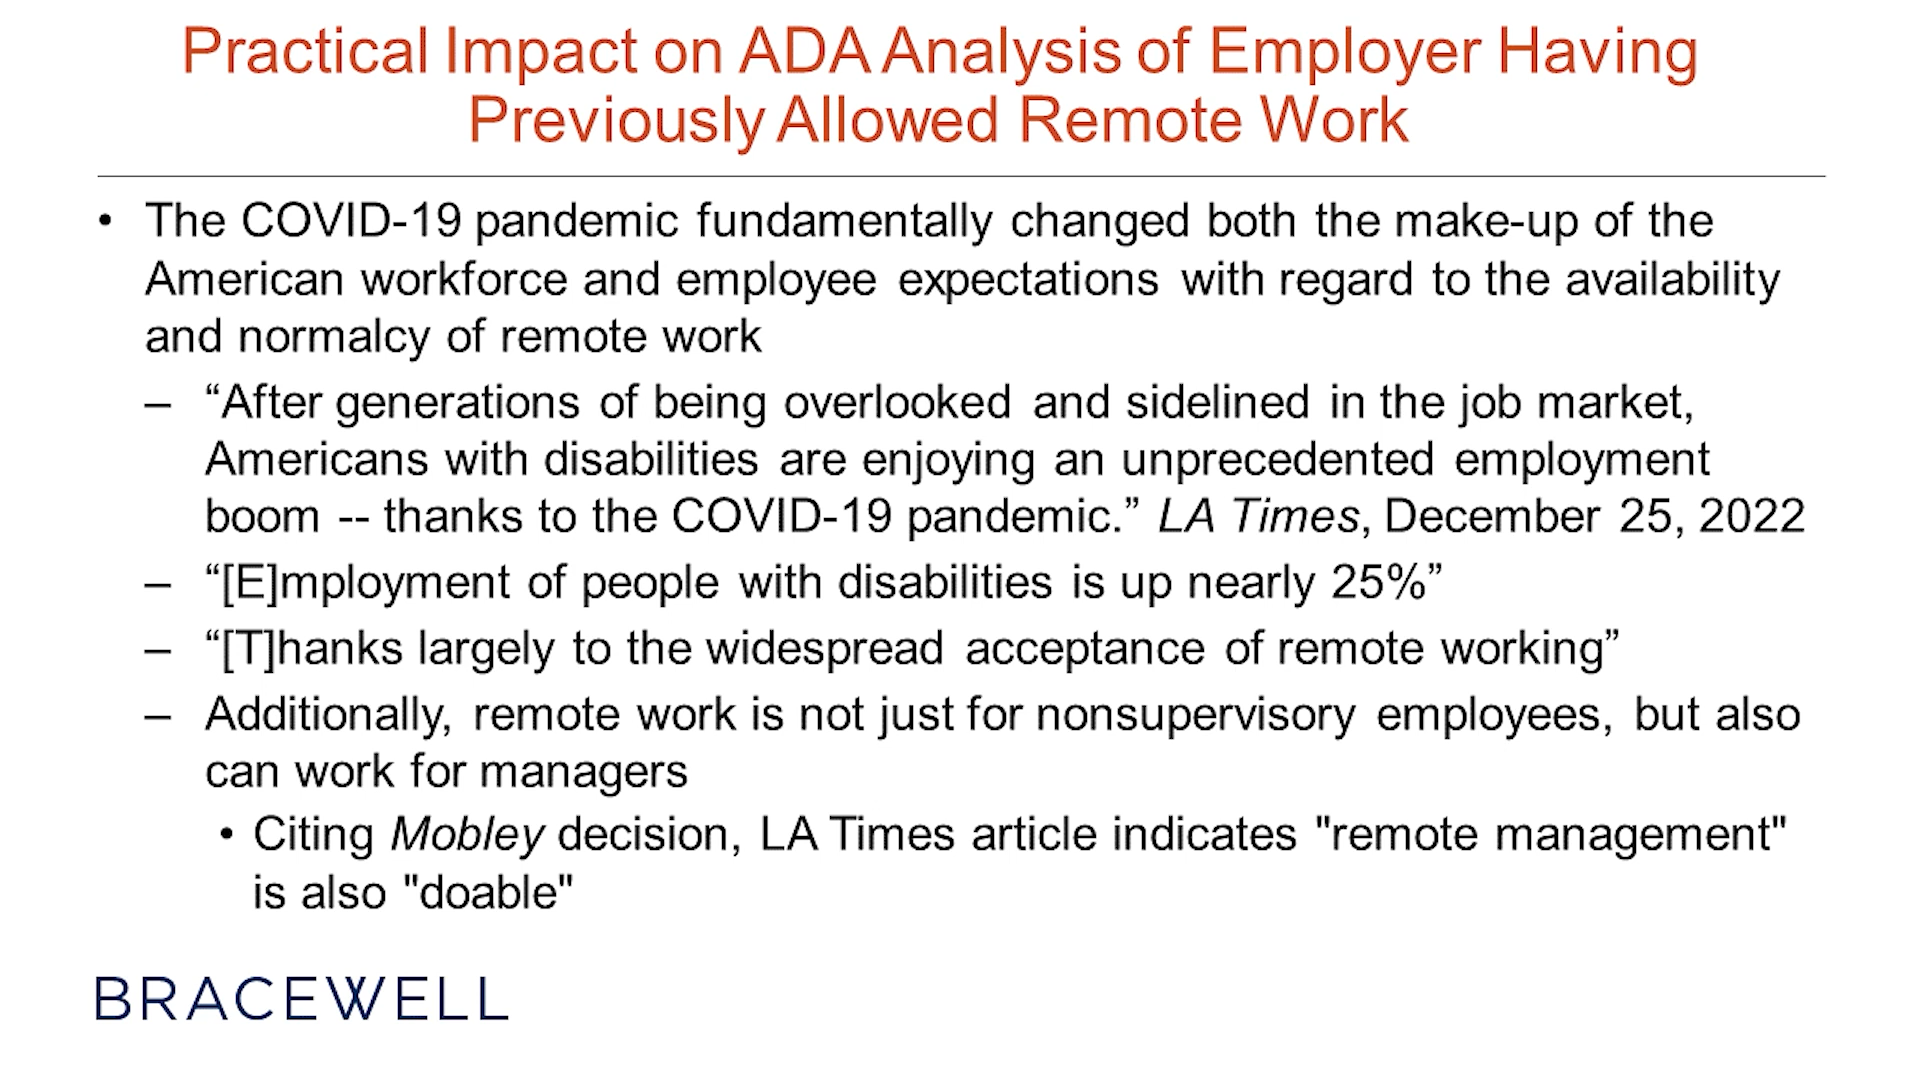 Practical Impact on ADA Analysis of Employer Having
Previously Allowed Remote Work
• The COVID-19 pandemic fundamentally changed both the make-up of the
American workforce and employee expectations with regard to the availability
and normalcy of remote work
– “After generations of being overlooked and sidelined in the job market,
Americans with disabilities are enjoying an unprecedented employment
boom -- thanks to the COVID-19 pandemic.” LA Times, December 25, 2022
– “[E]mployment of people with disabilities is up nearly 25%”
– “[T]hanks largely to the widespread acceptance of remote working”
– Additionally, remote work is not just for nonsupervisory employees, but also
can work for managers
• Citing Mobley decision, LA Times article indicates "remote management"
is also "doable"
BRACEWELL